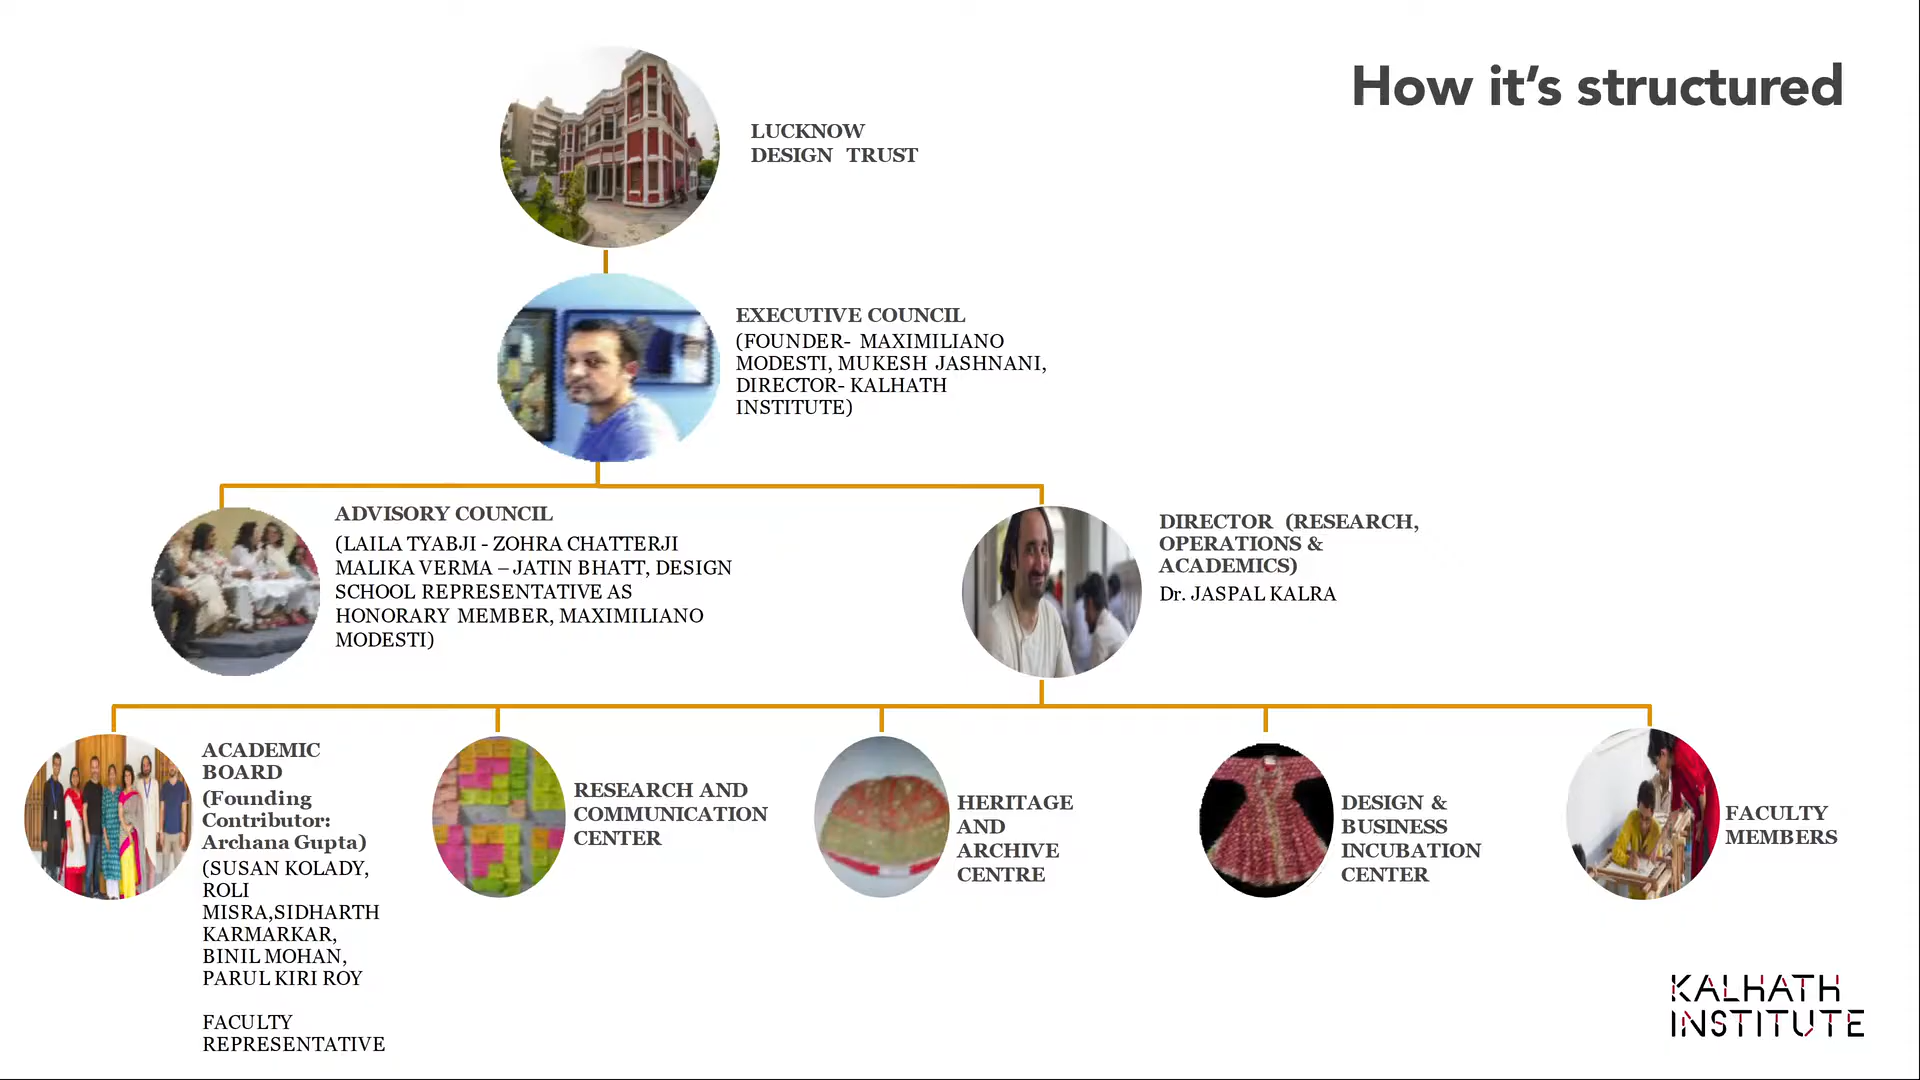 How it’s structured
LUCKNOW
DESIGN TRUST
EXECUTIVE COUNCIL
(FOUNDER- MAXIMILIANO
MODESTI, MUKESH JASHNANI,
DIRECTOR- KALHATH
INSTITUTE)
ADVISORY COUNCIL
(LAILA TYABJI - ZOHRA CHATTERJI
MALIKA VERMA – JATIN BHATT, DESIGN
SCHOOL REPRESENTATIVE AS
HONORARY MEMBER, MAXIMILIANO
MODESTI)
DIRECTOR (RESEARCH,
OPERATIONS &
ACADEMICS)
Dr. JASPAL KALRA
ACADEMIC
BOARD
(Founding
Contributor:
Archana Gupta)
(SUSAN KOLADY,
ROLI
MISRA,SIDHARTH
KARMARKAR,
BINIL MOHAN,
PARUL KIRI ROY
FACULTY
REPRESENTATIVE
RESEARCH AND
COMMUNICATION
CENTER
HERITAGE
AND
ARCHIVE
CENTRE
DESIGN &
BUSINESS
INCUBATION
CENTER
FACULTY
MEMBERS
KALHATH
INSTITUTE